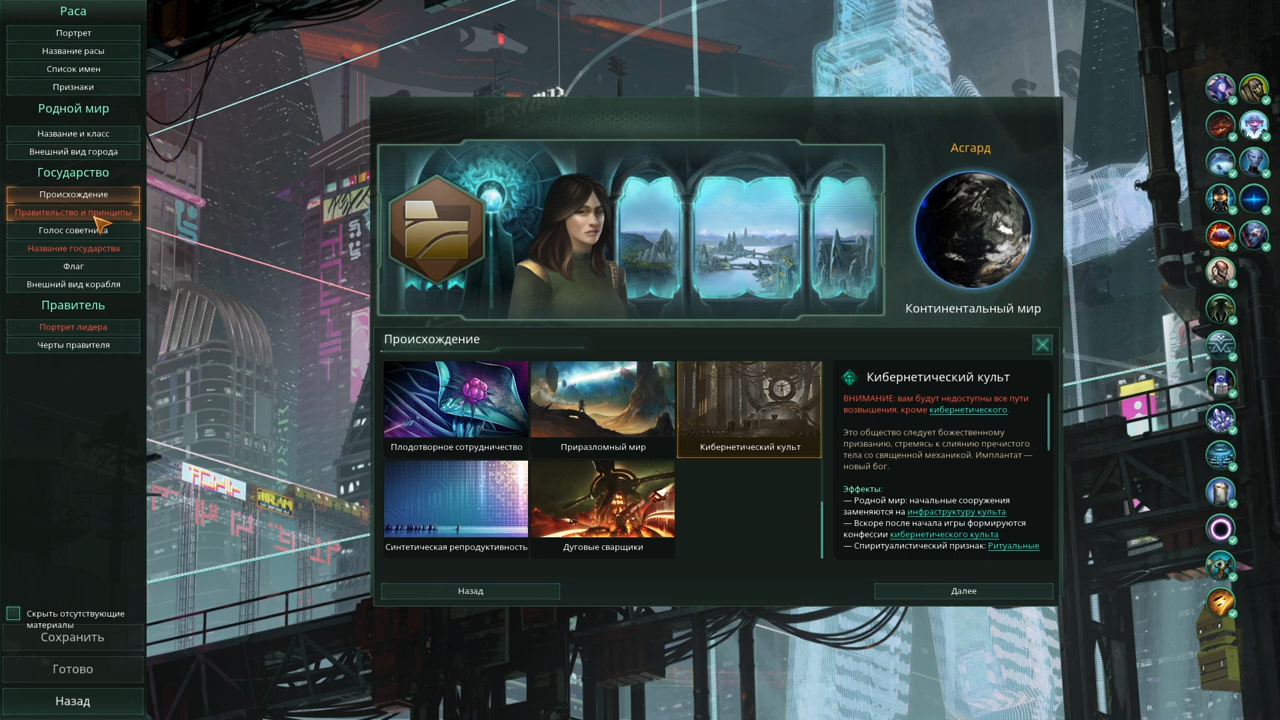 Раса
Портрет
Название расы
Список имен
Признаки
Родной мир
Название и класс
Внешний вид города
Государство
Происхождение
Правительство и принципы
Голос советника
Название государства
Флаг
Внешний вид корабля
Правитель
Портрет лидера
Черты правителя
Скрыть отсутствующие
материалы
Сохранить
Готово
Назад
Асгард
Континентальный мир
Происхождение
Плодотворное сотрудничество
Приразломный мир
Кибернетический культ
Синтетическая репродуктивность
Дуговые сварщики
Назад
Далее
Кибернетический культ
ВНИМАНИЕ: вам будут недоступны все пути
возвышения, кроме кибернетического.
Это общество следует божественному
призванию, стремясь к слиянию пречистого
тела со священной механикой. Имплантат —
новый бог.
Эффекты:
— Родной мир: начальные сооружения
заменяются на инфраструктуру культа
— Вскоре после начала игры формируются
конфессии кибернетического культа
— Спиритуалистический признак: Ритуальные